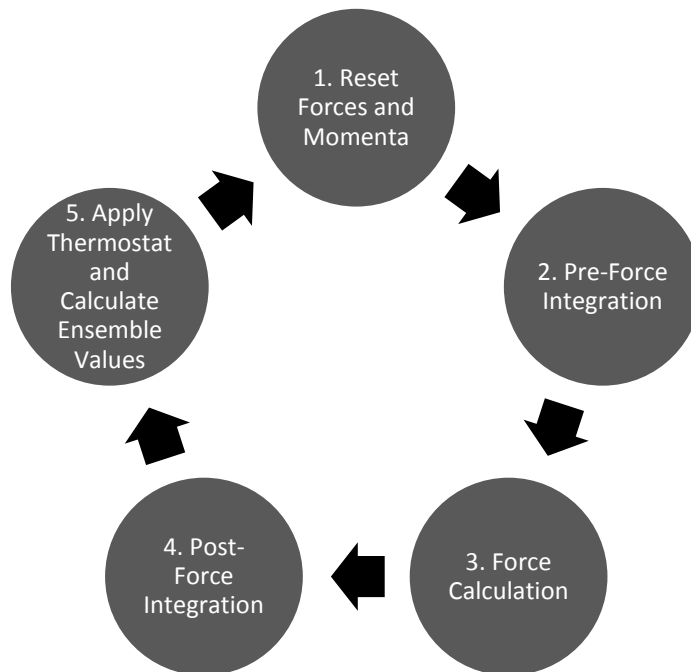 1. Reset
Forces and
Momenta
2. Pre-Force
Integration
3. Force
Calculation
4. Post-
Force
Integration
5. Apply
Thermostat
and
Calculate
Ensemble
Values